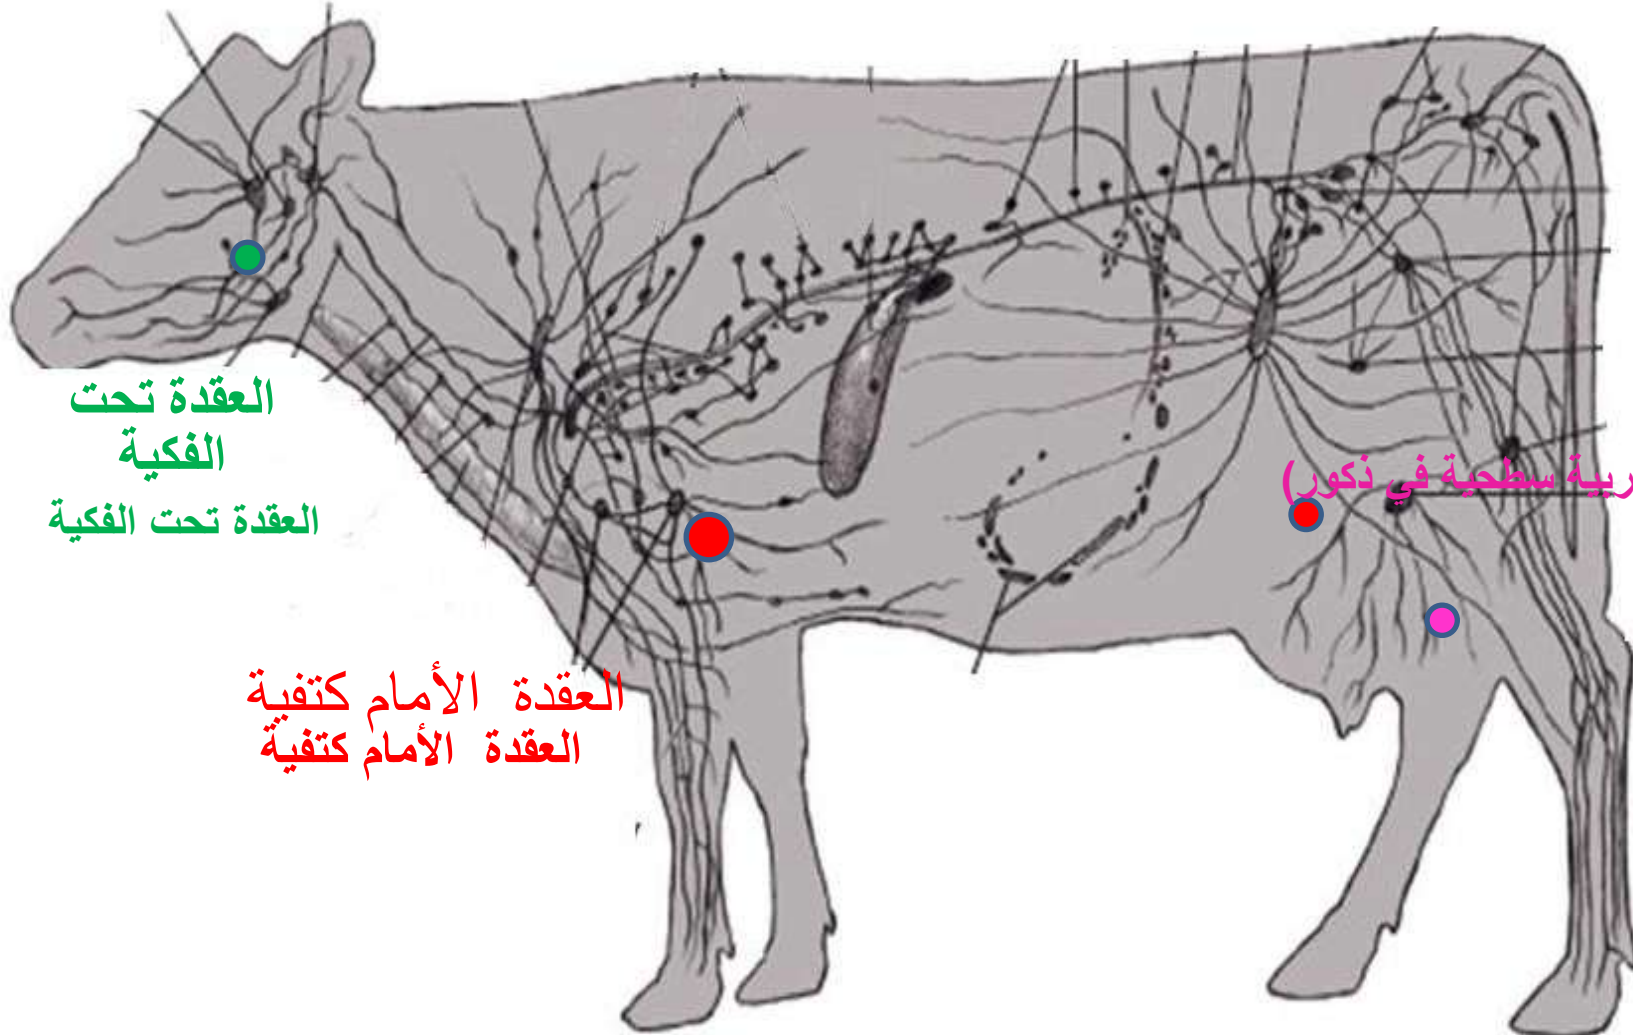 العقدة تحت
الفكية
العقدة تحت الفكية
ربية سطحية في ذكور)
العقدة الأمام كتفية
العقدة الأمام كتفية